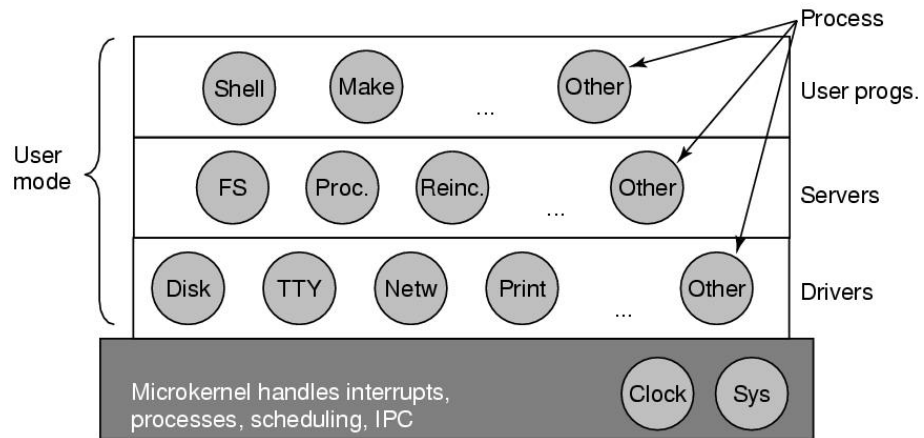 Process
Shell Make ... Other User progs.
User
mode
FS Proc. Reinc. ... Other Servers
Disk TTY Netw Print ... Other Drivers
Microkernel handles interrupts,
processes, scheduling, IPC
Clock Sys